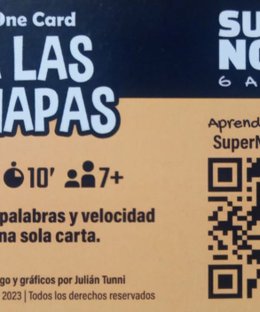 One Card
LAS
APAS
SU
NO
6 A
10' 7+
Aprend
SuperN
palabras y velocidad
na sola carta.
go y gráficos por Julián Tunni
2023 | Todos los derechos reservados